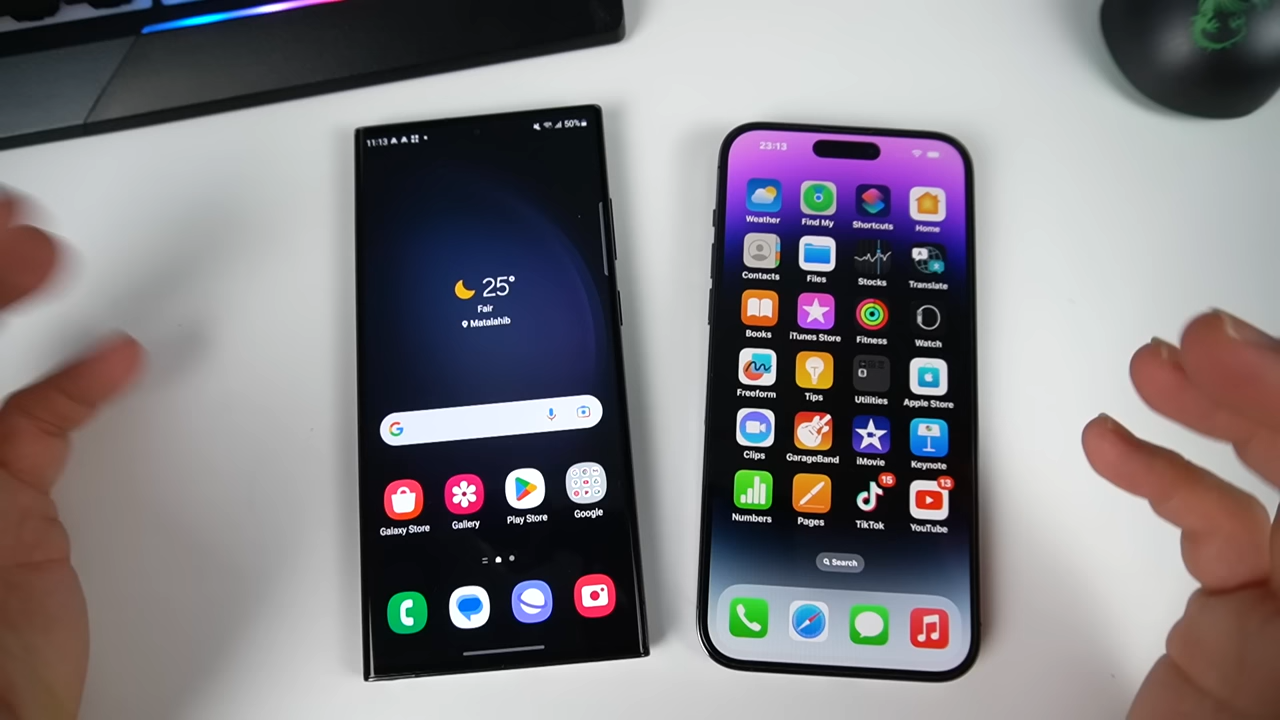 11:13
50%
25°
Fair
Matalahib
Galaxy Store
Gallery
Play Store
Google
23:13
Weather
Find My
Shortcuts
Home
Contacts
Files
Stocks
Translate
Books
iTunes Store
Fitness
Watch
Freeform
Tips
Utilities
Apple Store
Clips
GarageBand
iMovie
Keynote
15
13
Numbers
Pages
TikTok
YouTube
Search